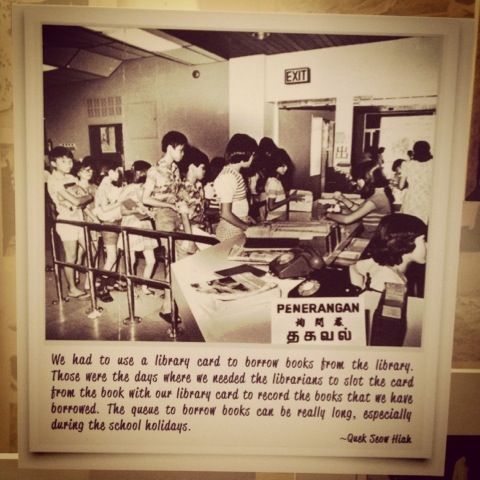 EXIT
PENERANGAN
询问处
தகவல்
We had to use a library card to borrow books from the library.
Those were the days where we needed the librarians to slot the card
from the book with our library card to record the books that we have
borrowed. The queue to borrow books can be really long, especially
during the school holidays.
~Quek Seow Hiah